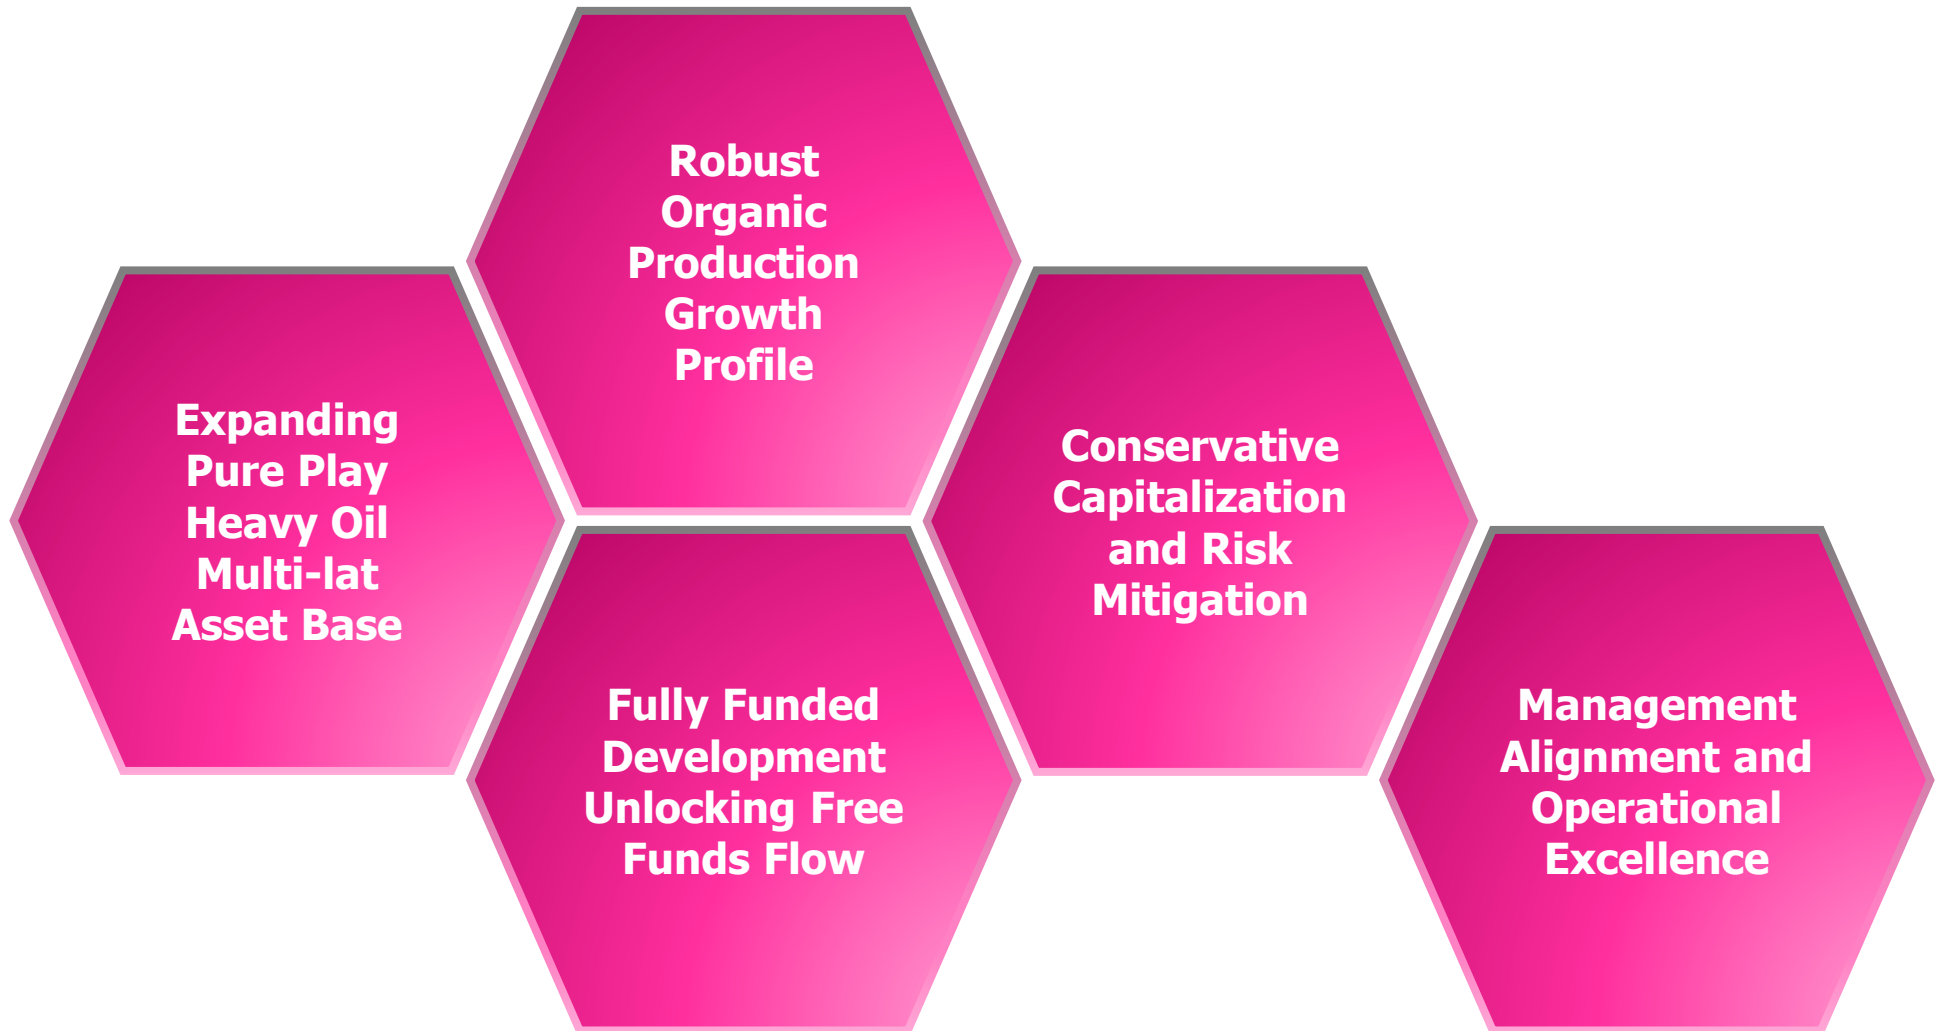 Robust
Organic
Production
Growth
Profile
Expanding
Pure Play
Heavy Oil
Multi-lat
Asset Base
Conservative
Capitalization
and Risk
Mitigation
Fully Funded
Development
Unlocking Free
Funds Flow
Management
Alignment and
Operational
Excellence